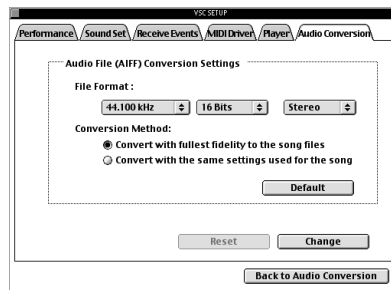 VSC SETUP
Performance Sound Set Receive Events MIDI Driver Player Audio Conversion
Audio File (AIFF) Conversion Settings
File Format :
44.100 kHz 16 Bits Stereo
Conversion Method:
Convert with fullest fidelity to the song files
Convert with the same settings used for the song
Default
Reset Change
Back to Audio Conversion